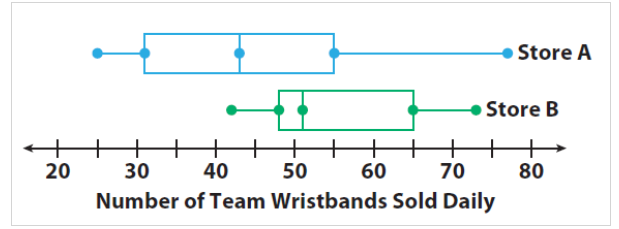 Store A
Store B
20 30 40 50 60 70 80
Number of Team Wristbands Sold Daily